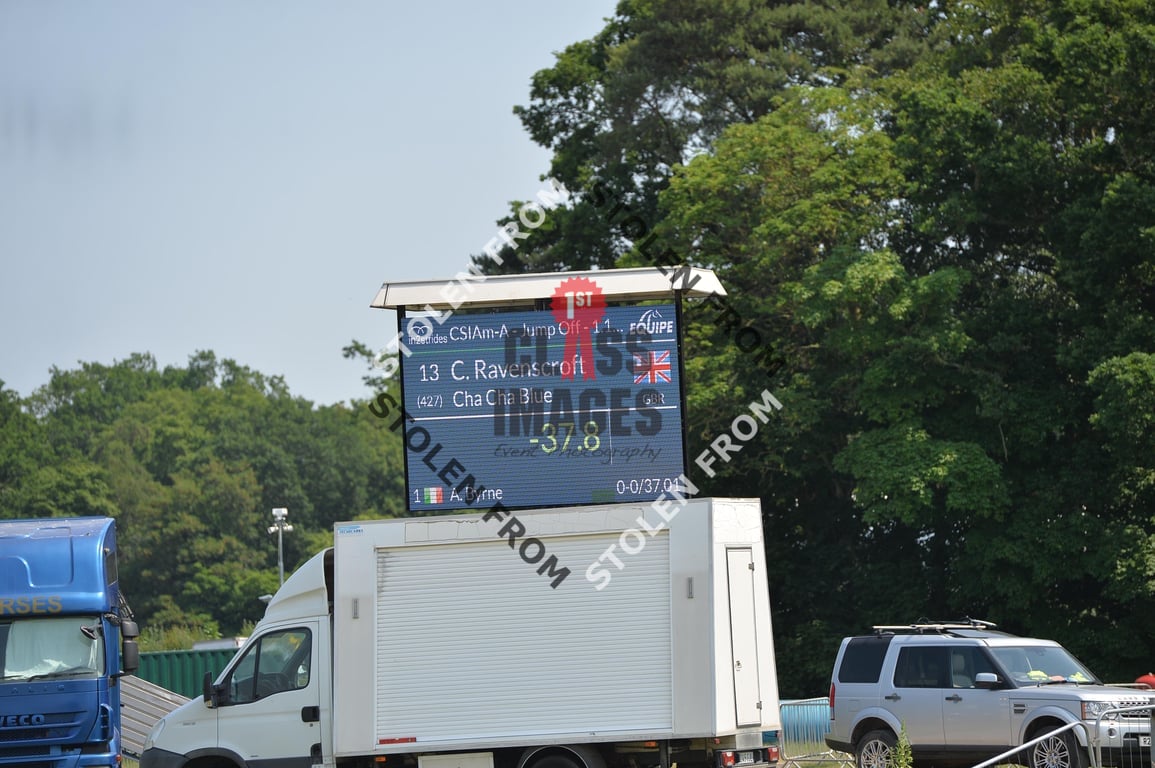 in2strides CSIAm-A - Jump Off - 1.1... EQUIPE
13 C. Ravenscroft
(427) Cha Cha Blue GBR
-37.8
1 A. Byrne 0-0/37.01
1ST
CLASS
IMAGES
Event Photography
STOLEN FROM
STOLEN FROM
STOLEN FROM
STOLEN FROM
RSES
IVECO